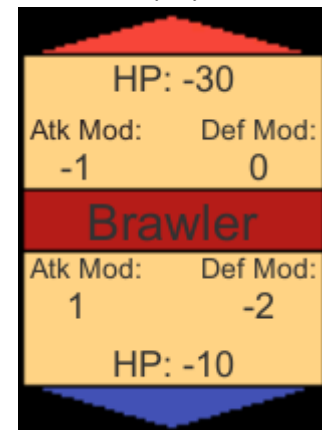 HP: -30
Atk Mod: Def Mod:
-1 0
Brawler
Atk Mod: Def Mod:
1 -2
HP: -10